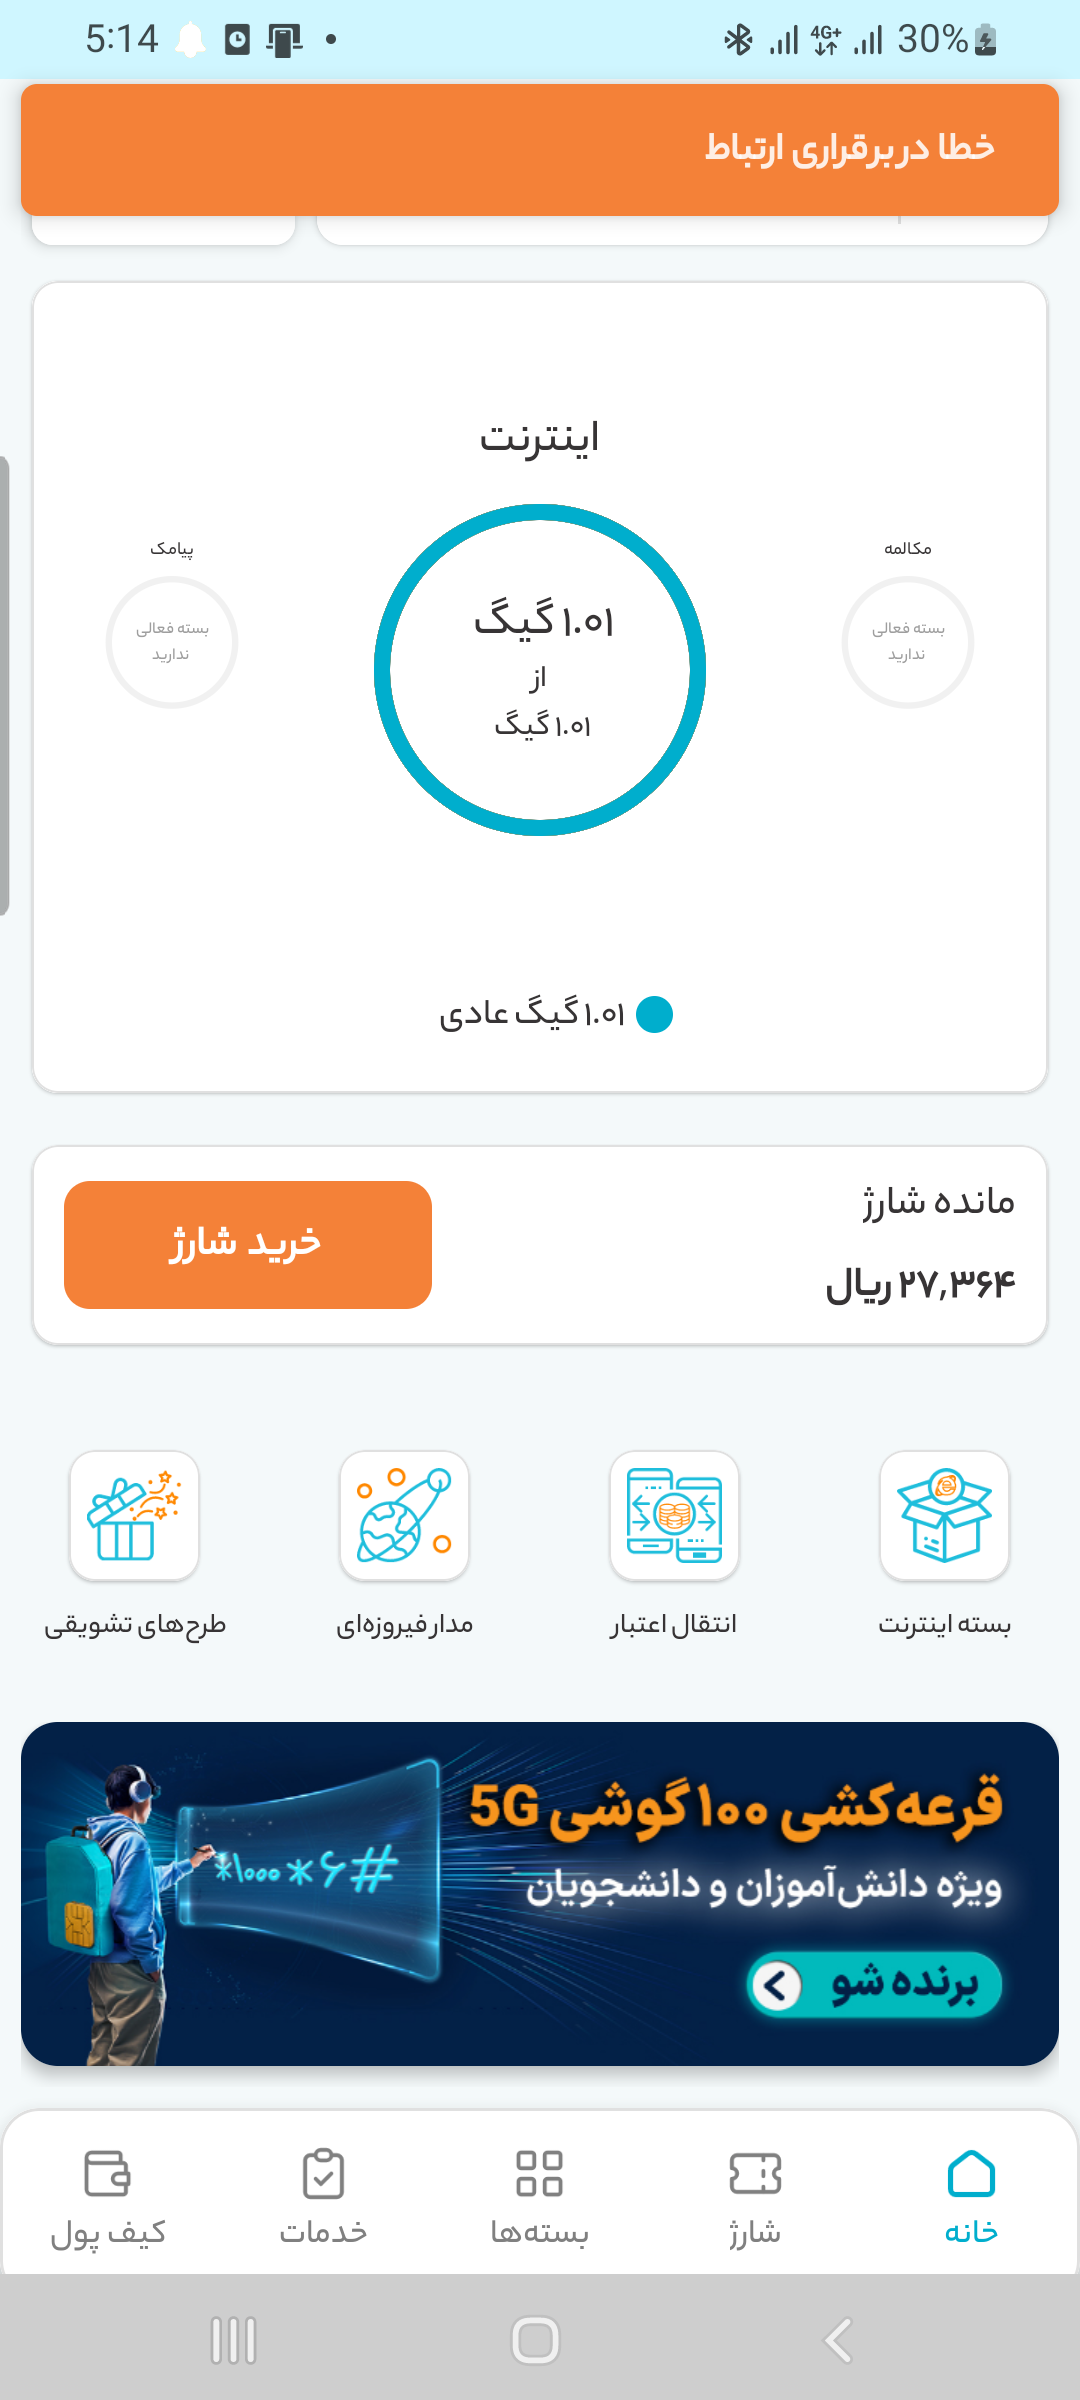 5:14
4G+
30%
خطا در برقراری ارتباط
اینترنت
مکالمه
بسته فعالی
ندارید
۱.۰۱ گیگ
از
۱.۰۱ گیگ
پیامک
بسته فعالی
ندارید
۱.۰۱ گیگ عادی
مانده شارژ
۲۷,۳۶۴ ریال
خرید شارژ
بسته اینترنت
انتقال اعتبار
مدار فیروزه‌ای
طرح‌های تشویقی
قرعه‌کشی ۱۰۰ گوشی 5G
ویژه دانش‌آموزان و دانشجویان
برنده شو
*۱۰۰۰*۶#
خانه
شارژ
بسته‌ها
خدمات
کیف پول